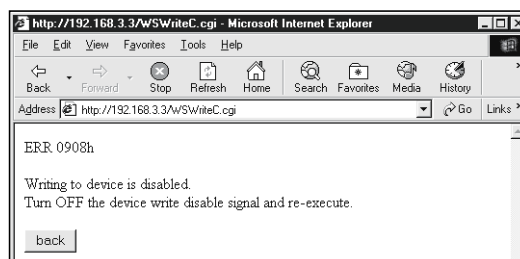 http://192.168.3.3/WSWriteC.cgi - Microsoft Internet Explorer
File Edit View Favorites Tools Help
Back Forward Stop Refresh Home Search Favorites Media History »
Address http://192.168.3.3/WSWriteC.cgi Go Links »
ERR 0908h
Writing to device is disabled.
Turn OFF the device write disable signal and re-execute.
back